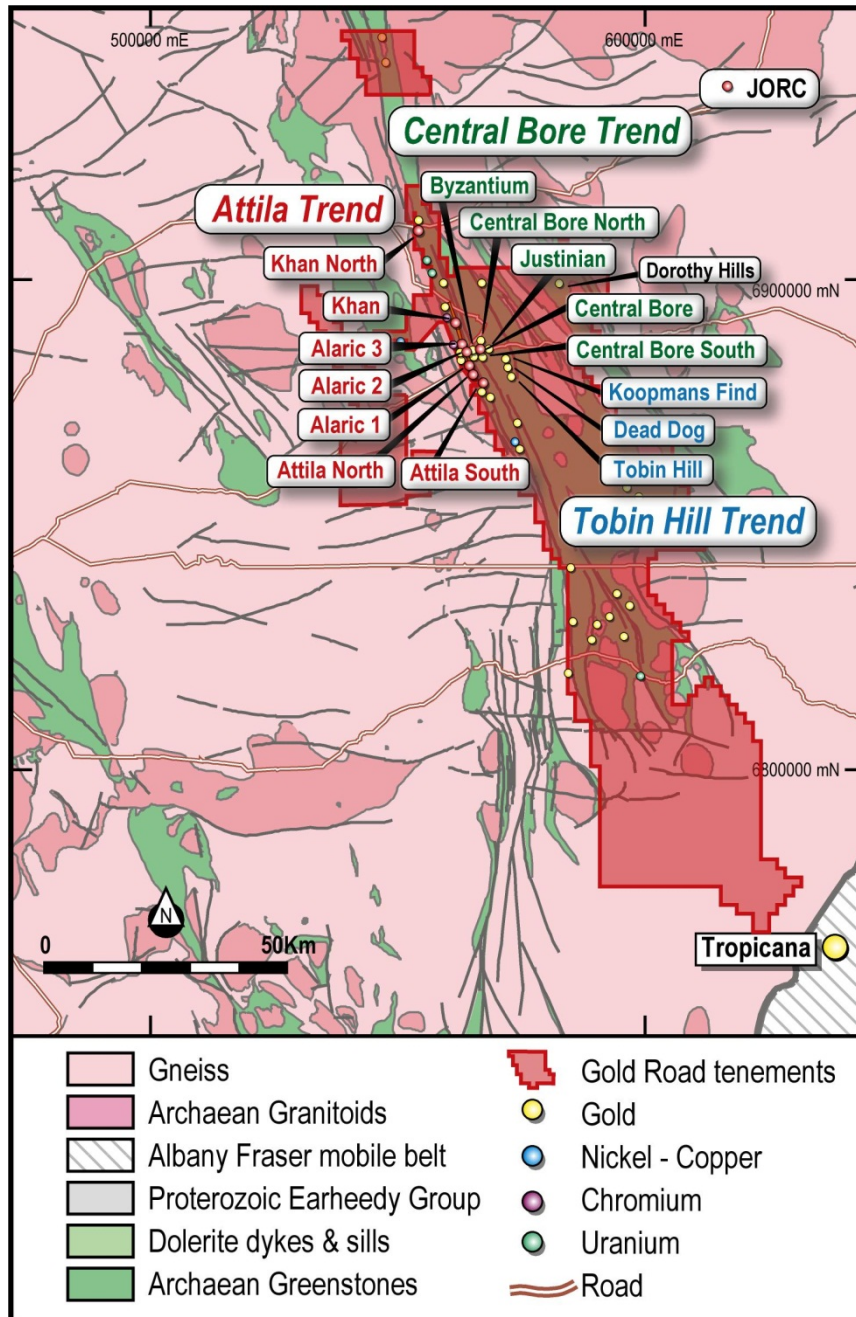 500000 mE
600000 mE
JORC
Central Bore Trend
Byzantium
Attila Trend
Central Bore North
Khan North
Justinian
Dorothy Hills
6900000 mN
Khan
Central Bore
Alaric 3
Central Bore South
Alaric 2
Koopmans Find
Alaric 1
Dead Dog
Attila North
Attila South
Tobin Hill
Tobin Hill Trend
6800000 mN
N
0
50Km
Tropicana
Gneiss
Archaean Granitoids
Albany Fraser mobile belt
Proterozoic Earheedy Group
Dolerite dykes & sills
Archaean Greenstones
Gold Road tenements
Gold
Nickel - Copper
Chromium
Uranium
Road